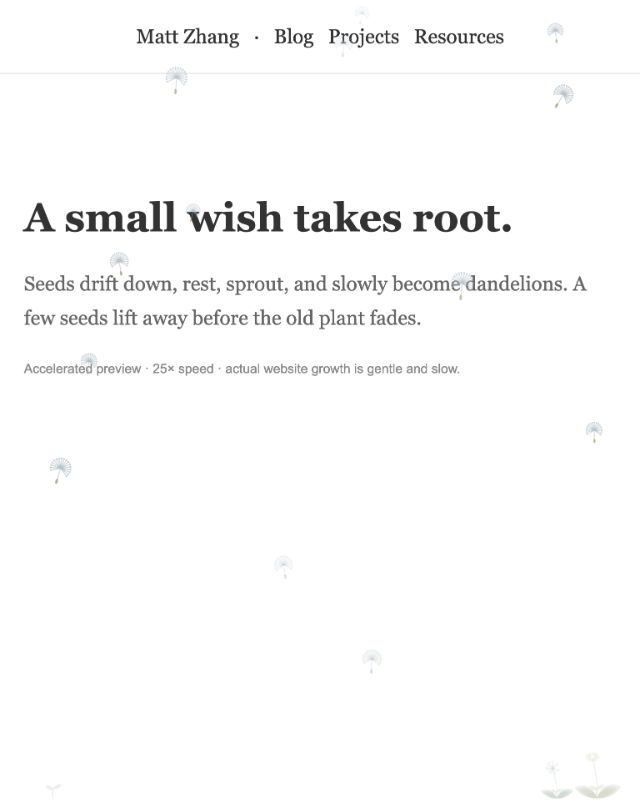 Matt Zhang · Blog Projects Resources
A small wish takes root.
Seeds drift down, rest, sprout, and slowly become dandelions. A
few seeds lift away before the old plant fades.
Accelerated preview · 25× speed · actual website growth is gentle and slow.